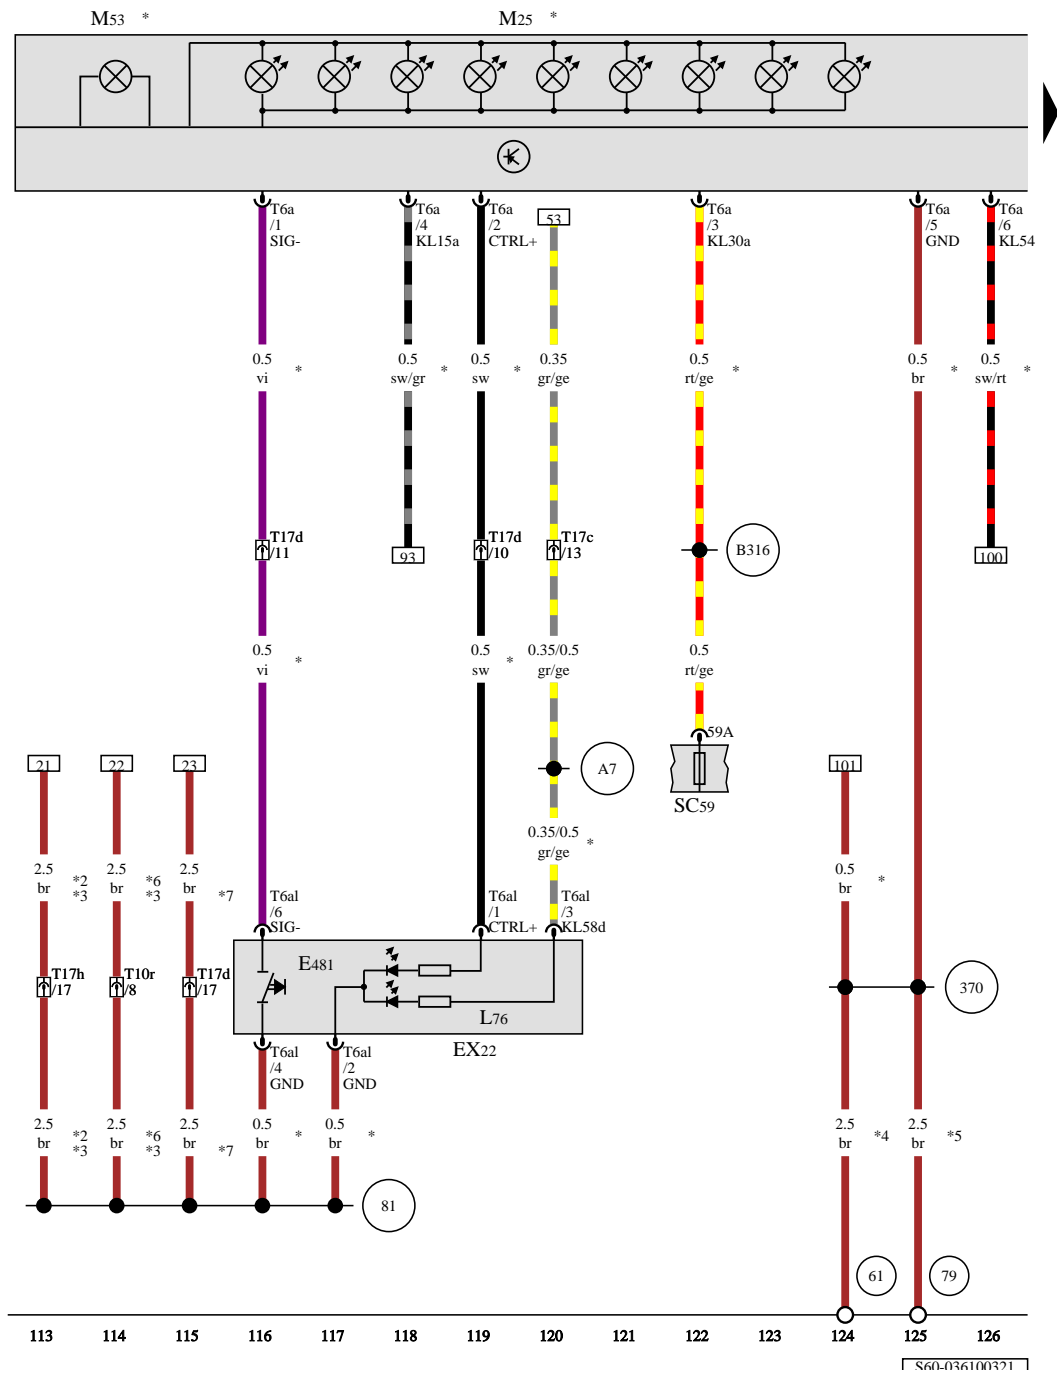 M53 * M25 *
T6a T6a T6a 53 T6a T6a T6a
/1 /4 /2 /3 /5 /6
SIG- KL15a CTRL+ KL30a GND KL54
0.5 0.5 0.5 0.35 0.5 0.5 0.5
vi * sw/gr * sw * gr/ge rt/ge * br * sw/rt *
T17d T17d T17c
/11 93 /10 /13 B316 100
0.5 0.5 0.35/0.5 0.5
vi * sw * gr/ge rt/ge
59A
21 22 23 A7 101
SC59
0.35/0.5
gr/ge *
2.5 2.5 2.5 0.5
br *2 br *6 br br *
*3 *3 *7
T6al T6al T6al
/6 /1 /3
SIG- CTRL+ KL58d
E481
T17h T10r T17d
/17 /8 /17 370
L76
EX22
T6al T6al
/4 /2
GND GND
2.5 2.5 2.5 0.5 0.5 2.5 2.5
br *2 br *6 br br * br * br *4 br *5
*3 *3 *7
81
61 79
113 114 115 116 117 118 119 120 121 122 123 124 125 126
S60-036100321